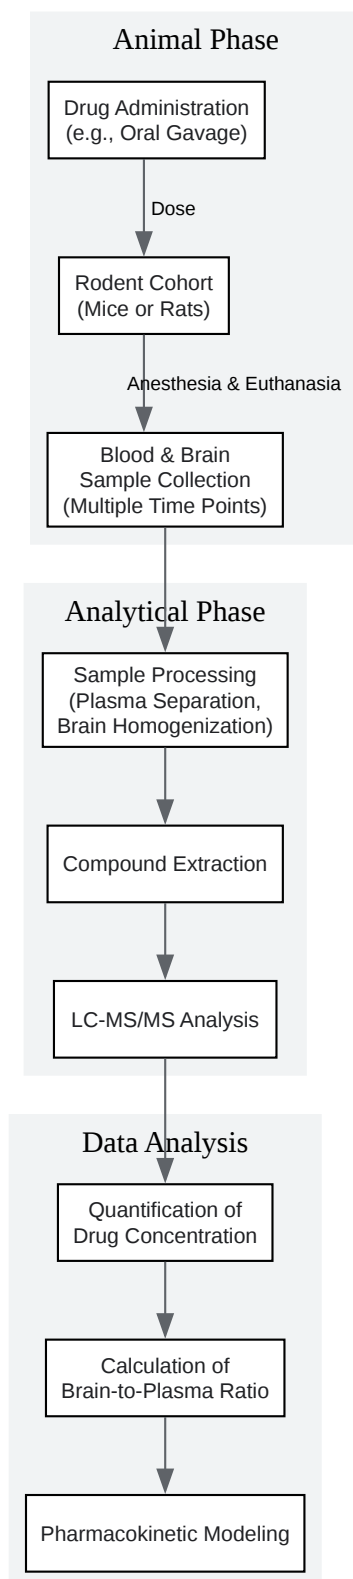 Animal Phase
Drug Administration
(e.g., Oral Gavage)
Dose
Rodent Cohort
(Mice or Rats)
Anesthesia & Euthanasia
Blood & Brain
Sample Collection
(Multiple Time Points)
Analytical Phase
Sample Processing
(Plasma Separation,
Brain Homogenization)
Compound Extraction
LC-MS/MS Analysis
Data Analysis
Quantification of
Drug Concentration
Calculation of
Brain-to-Plasma Ratio
Pharmacokinetic Modeling